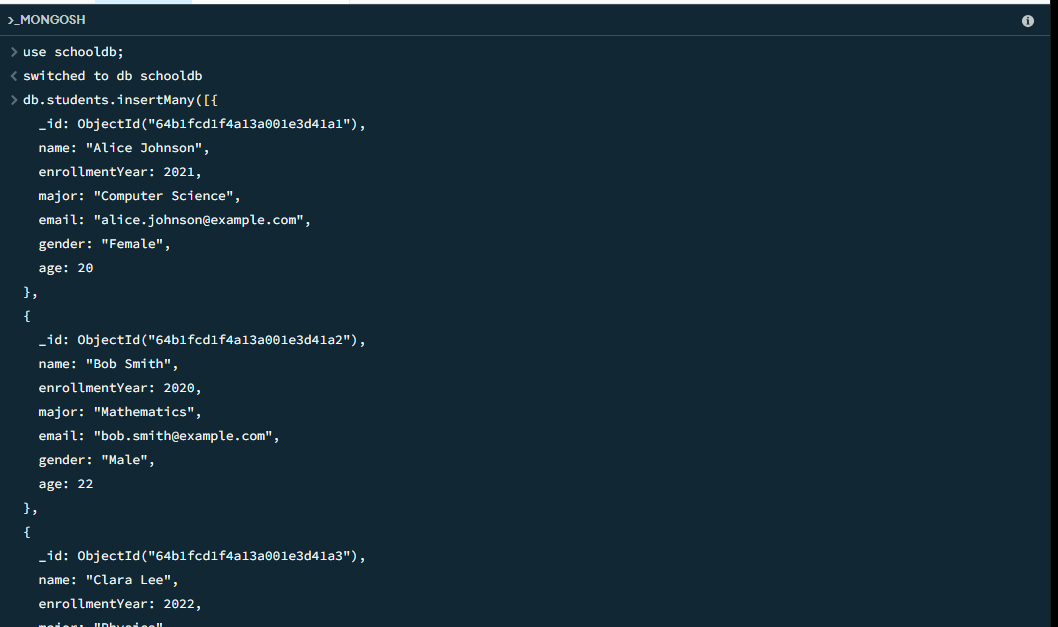 >_MONGOSH
> use schooldb;
< switched to db schooldb
> db.students.insertMany([{
_id: ObjectId("64b1fcd1f4a13a001e3d41a1"),
name: "Alice Johnson",
enrollmentYear: 2021,
major: "Computer Science",
email: "alice.johnson@example.com",
gender: "Female",
age: 20
},
{
_id: ObjectId("64b1fcd1f4a13a001e3d41a2"),
name: "Bob Smith",
enrollmentYear: 2020,
major: "Mathematics",
email: "bob.smith@example.com",
gender: "Male",
age: 22
},
{
_id: ObjectId("64b1fcd1f4a13a001e3d41a3"),
name: "Clara Lee",
enrollmentYear: 2022,
major: "Physics"